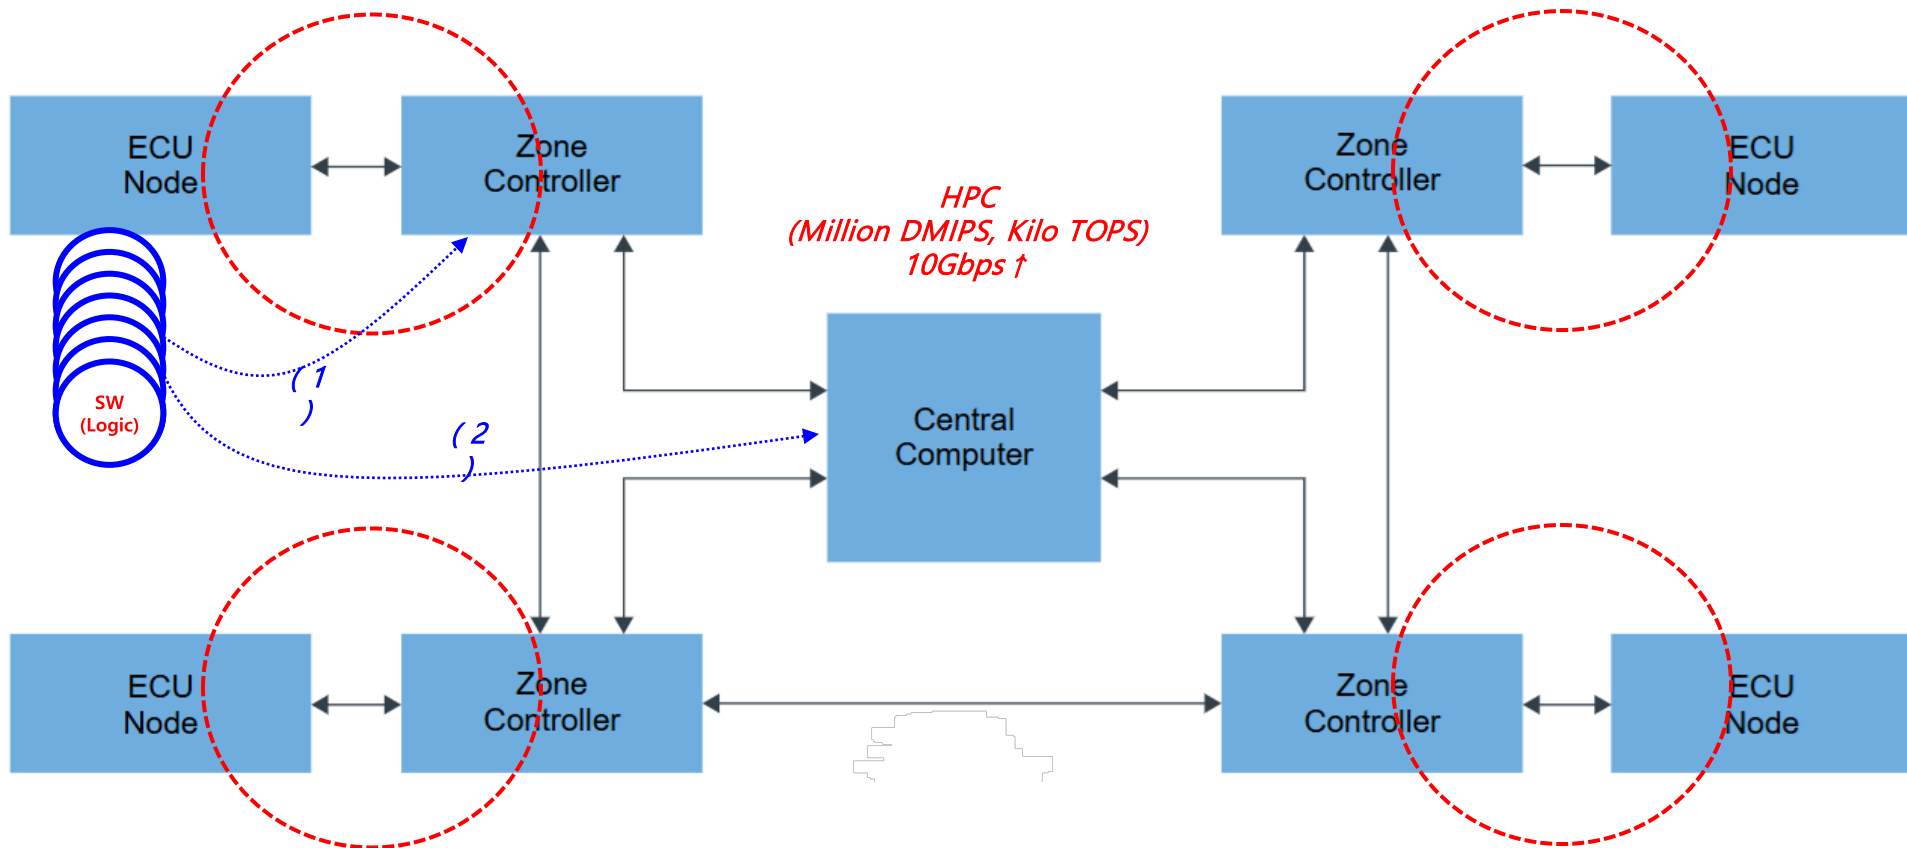 ECU
Node
Zone
Controller
Zone
Controller
ECU
Node
HPC
(Million DMIPS, Kilo TOPS)
10Gbps↑
SW
(Logic)
( 1
)
( 2
)
Central
Computer
ECU
Node
Zone
Controller
Zone
Controller
ECU
Node